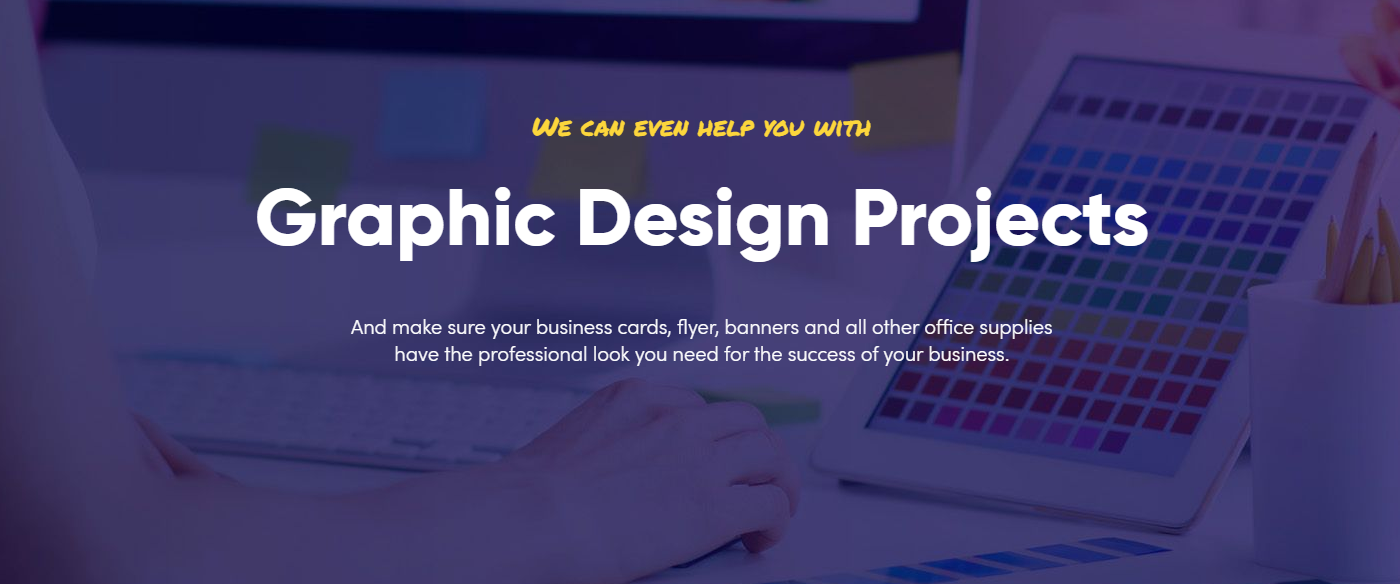 We can even help you with
Graphic Design Projects
And make sure your business cards, flyer, banners and all other office supplies
have the professional look you need for the success of your business.